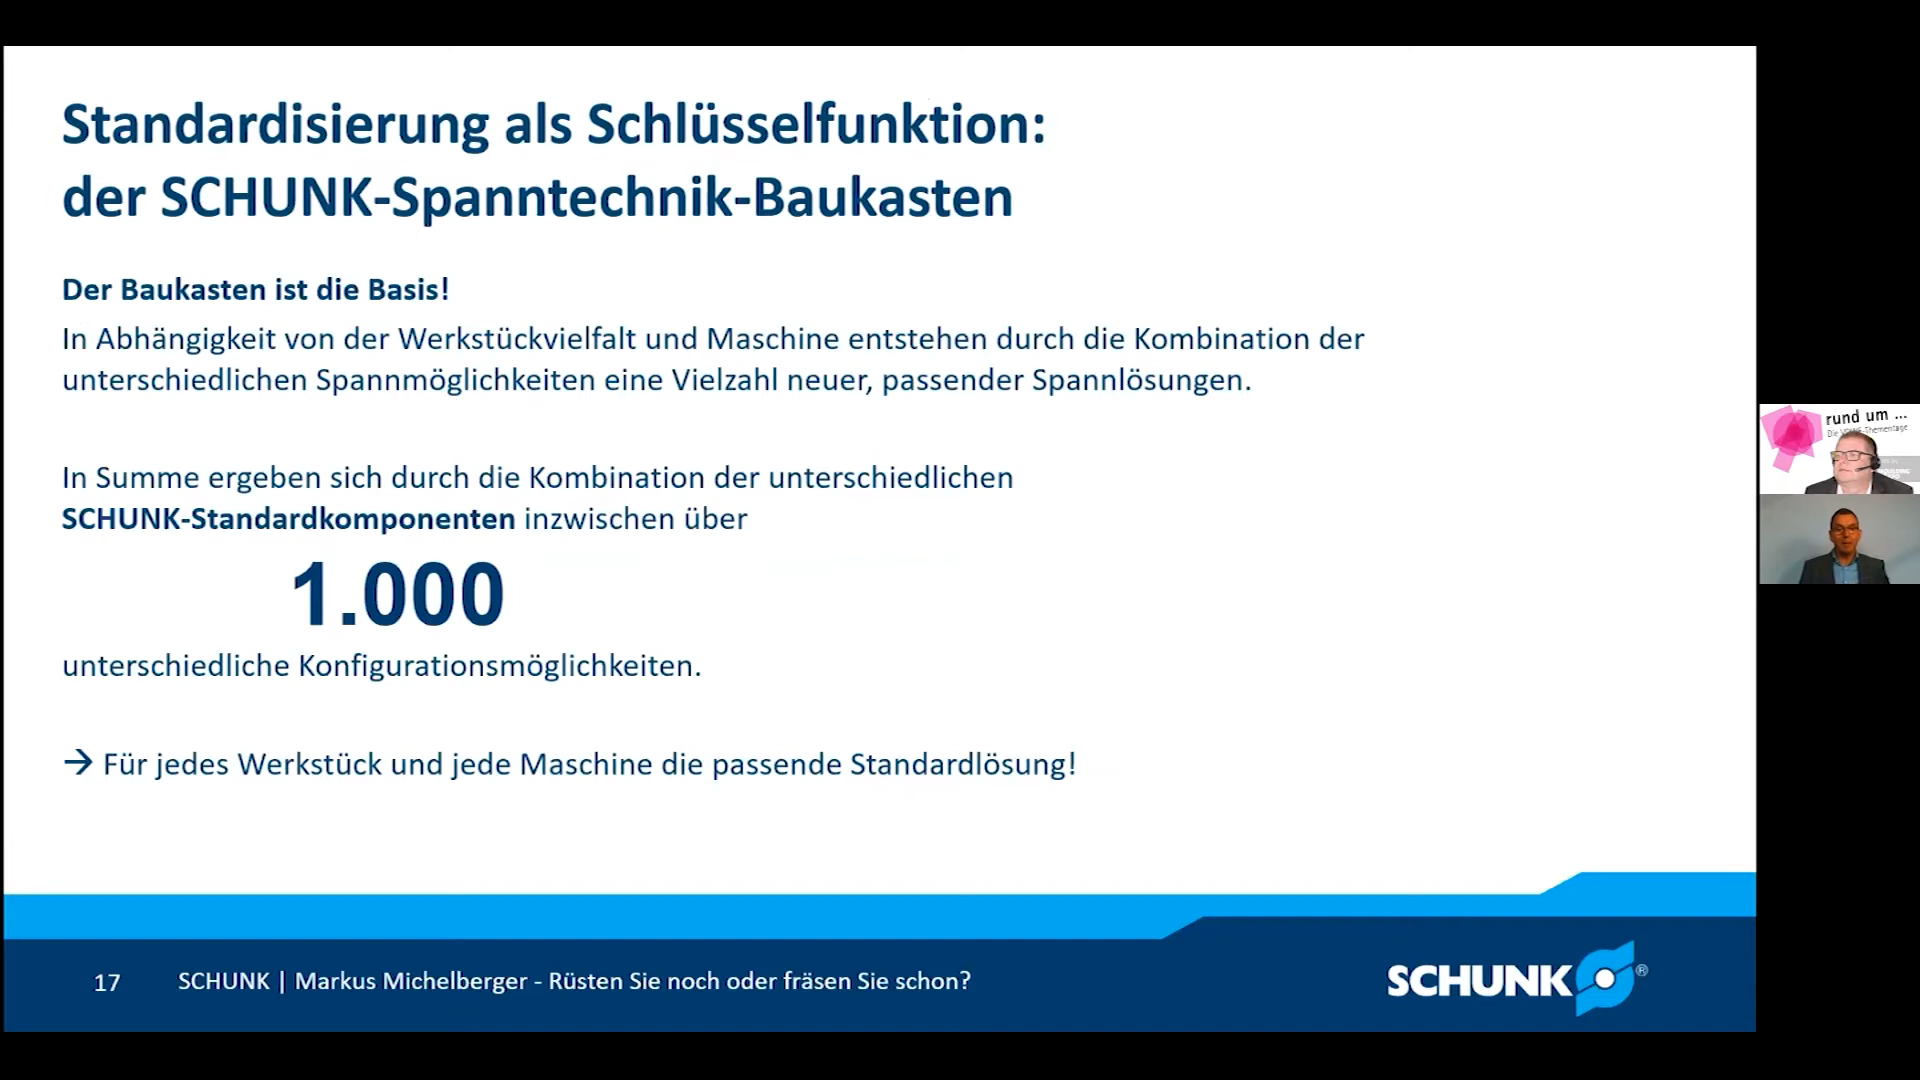 Standardisierung als Schlüsselfunktion:
der SCHUNK-Spanntechnik-Baukasten
Der Baukasten ist die Basis!
In Abhängigkeit von der Werkstückvielfalt und Maschine entstehen durch die Kombination der
unterschiedlichen Spannmöglichkeiten eine Vielzahl neuer, passender Spannlösungen.
In Summe ergeben sich durch die Kombination der unterschiedlichen
SCHUNK-Standardkomponenten inzwischen über
1.000
unterschiedliche Konfigurationsmöglichkeiten.
→ Für jedes Werkstück und jede Maschine die passende Standardlösung!
17
SCHUNK | Markus Michelberger - Rüsten Sie noch oder fräsen Sie schon?
SCHUNK®
rund um ...